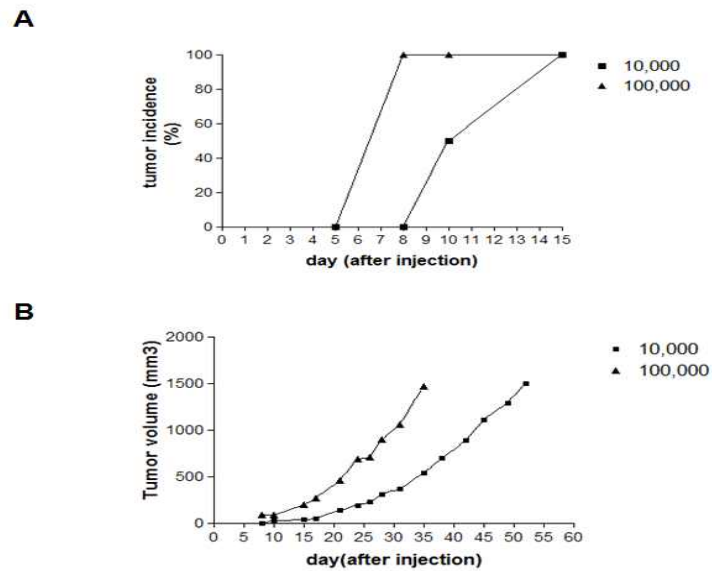 A
tumor incidence
(%)
100
80
60
40
20
0
0 1 2 3 4 5 6 7 8 9 10 11 12 13 14 15
day (after injection)
10,000
100,000
B
Tumor volume (mm3)
2000
1500
1000
500
0
0 5 10 15 20 25 30 35 40 45 50 55 60
day(after injection)
10,000
100,000